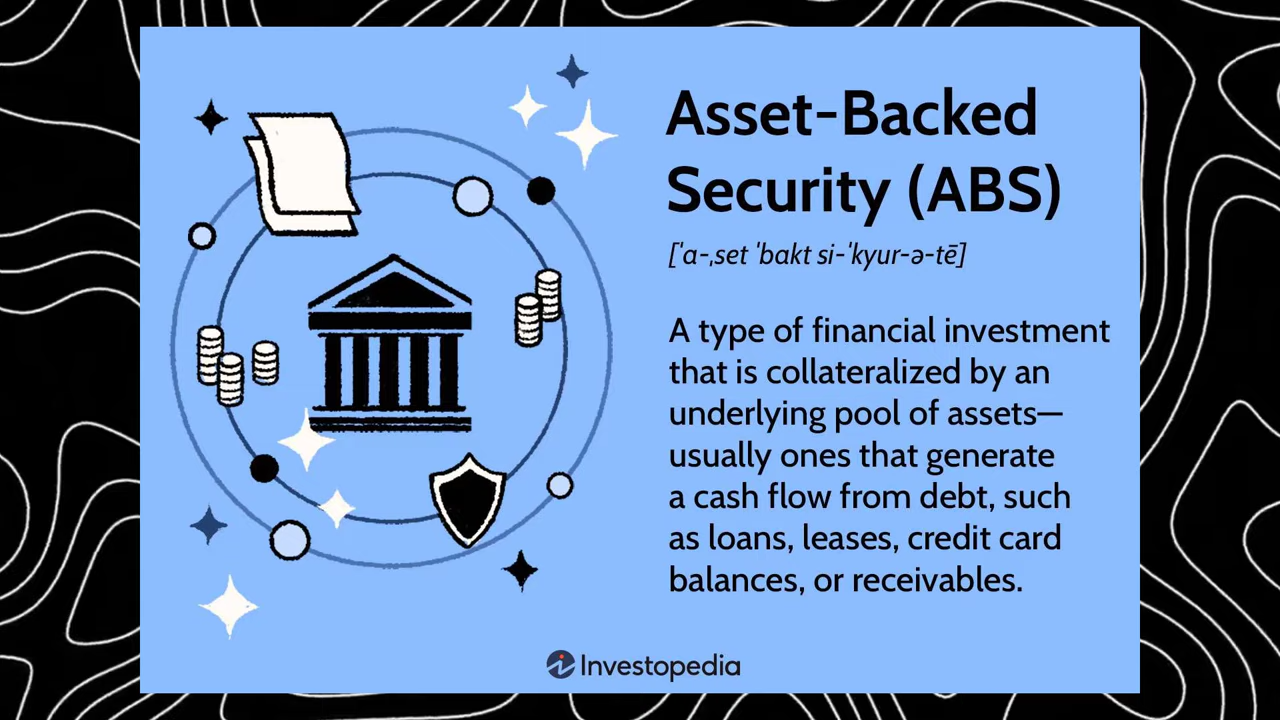 Asset-Backed
Security (ABS)
[ˈa-ˌset ˈbakt si-ˈkyur-ə-tē]
A type of financial investment
that is collateralized by an
underlying pool of assets—
usually ones that generate
a cash flow from debt, such
as loans, leases, credit card
balances, or receivables.
Investopedia